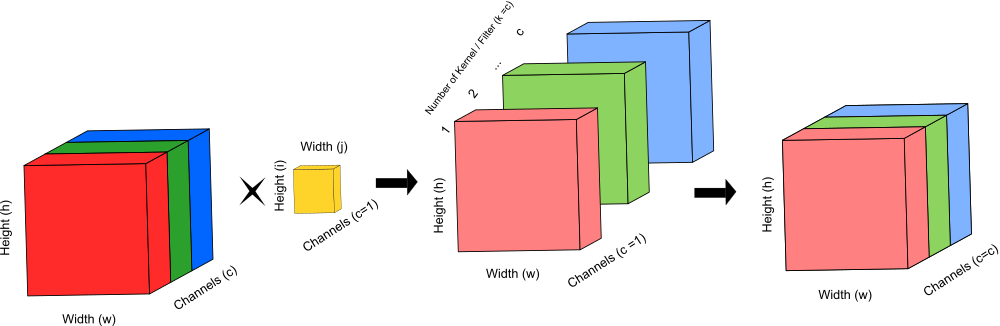 Height (h)
Width (w)
Channels (c)
Width (j)
Height (i)
Channels (c=1)
Number of Kernel / Filter (k =c)
1
2
...
c
Height (h)
Width (w)
Channels (c =1)
Height (h)
Width (w)
Channels (c=c)